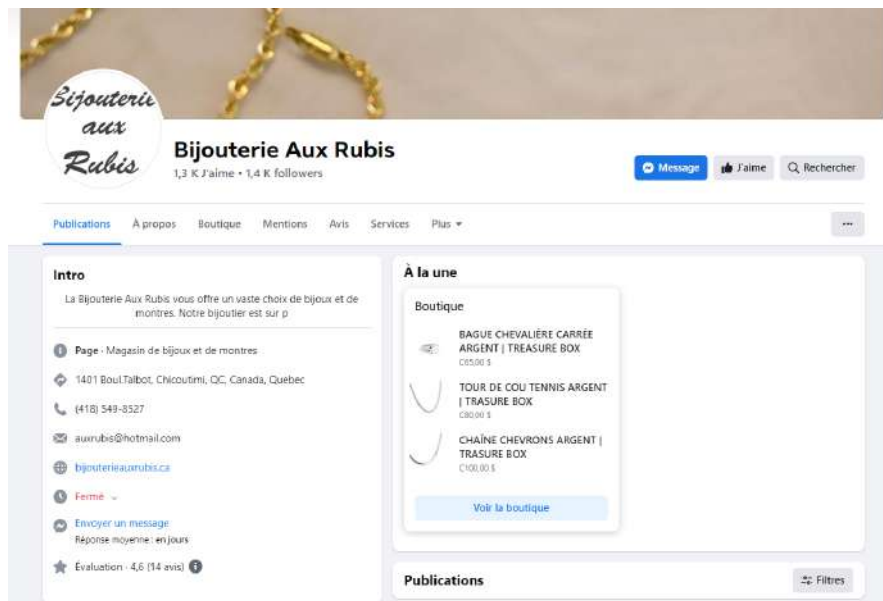 Bijouterie
aux
Rubis
Bijouterie Aux Rubis
1,3 K J'aime • 1,4 K followers
Message
J'aime
Rechercher
Publications
À propos
Boutique
Mentions
Avis
Services
Plus
Intro
La Bijouterie Aux Rubis vous offre un vaste choix de bijoux et de
montres. Notre bijoutier est sur p
Page · Magasin de bijoux et de montres
1401 Boul.Talbot, Chicoutimi, QC, Canada, Quebec
(418) 549-8527
auxrubis@hotmail.com
bijouterieauxrubis.ca
Fermé
Envoyer un message
Réponse moyenne : en jours
Évaluation · 4,6 (14 avis)
À la une
Boutique
BAGUE CHEVALIÈRE CARRÉE
ARGENT | TREASURE BOX
C65,00 $
TOUR DE COU TENNIS ARGENT
| TRASURE BOX
C80,00 $
CHAÎNE CHEVRONS ARGENT |
TRASURE BOX
C100,00 $
Voir la boutique
Publications
Filtres